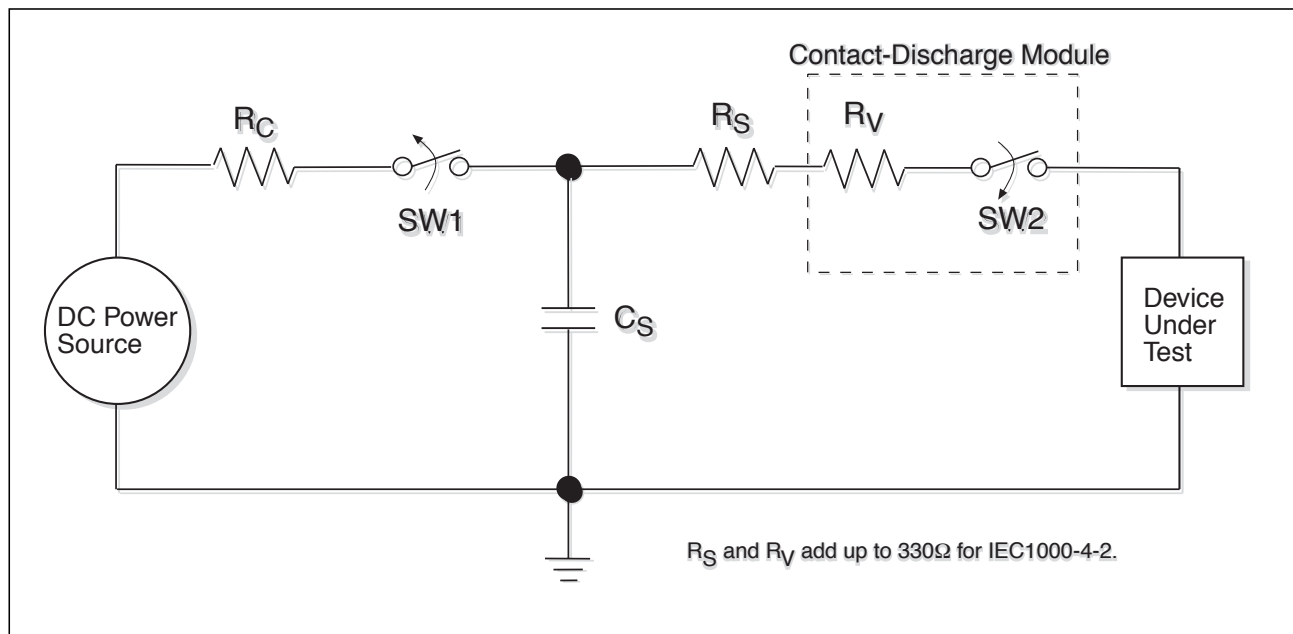 Contact-Discharge Module
RC
RS
RV
SW1
SW2
DC Power
Source
CS
Device
Under
Test
RS and RV add up to 330Ω for IEC1000-4-2.